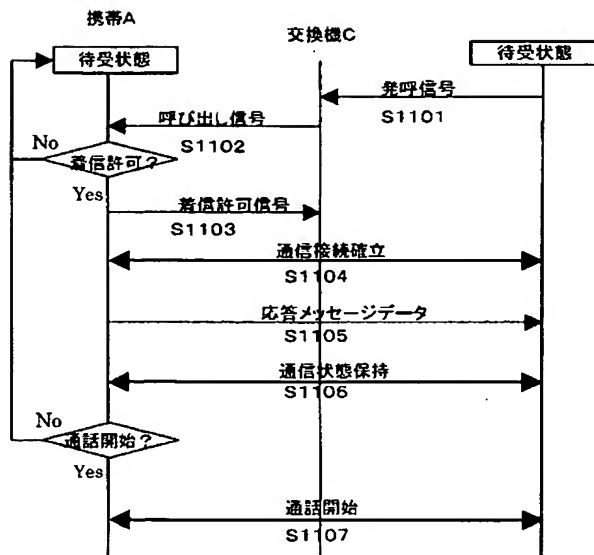 携帯A
交換機C
待受状態
待受状態
発呼信号
S1101
呼び出し信号
S1102
No
着信許可?
Yes
着信許可信号
S1103
通信接続確立
S1104
応答メッセージデータ
S1105
通信状態保持
S1106
No
通話開始?
Yes
通話開始
S1107